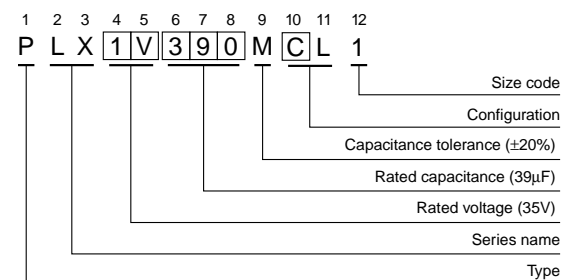 1 2 3 4 5 6 7 8 9 10 11 12
P L X 1 V 3 9 0 M C L 1
Size code
Configuration
Capacitance tolerance (±20%)
Rated capacitance (39μF)
Rated voltage (35V)
Series name
Type